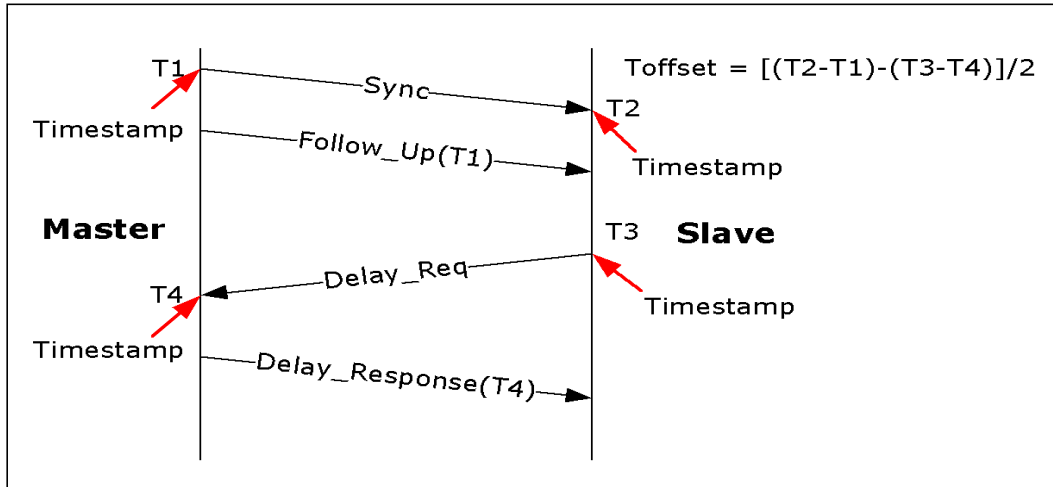 T1
Toffset = [(T2-T1)-(T3-T4)]/2
Sync
T2
Timestamp
Follow_Up(T1)
Timestamp
Master
T3
Slave
Delay_Req
T4
Timestamp
Timestamp
Delay_Response(T4)